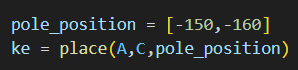 pole_position = [-150,-160]
ke = place(A,C,pole_position)